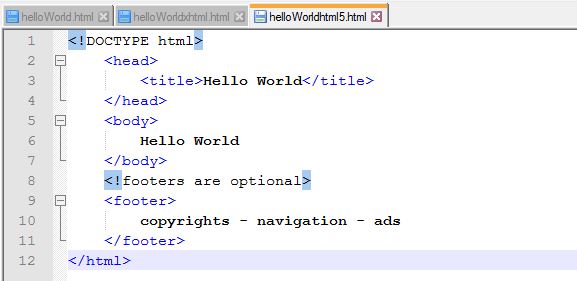 helloWorld.html helloWorldxhtml.html helloWorldhtml5.html
1 <!DOCTYPE html>
2 <head>
3 <title>Hello World</title>
4 </head>
5 <body>
6 Hello World
7 </body>
8 <!footers are optional>
9 <footer>
10 copyrights - navigation - ads
11 </footer>
12 </html>